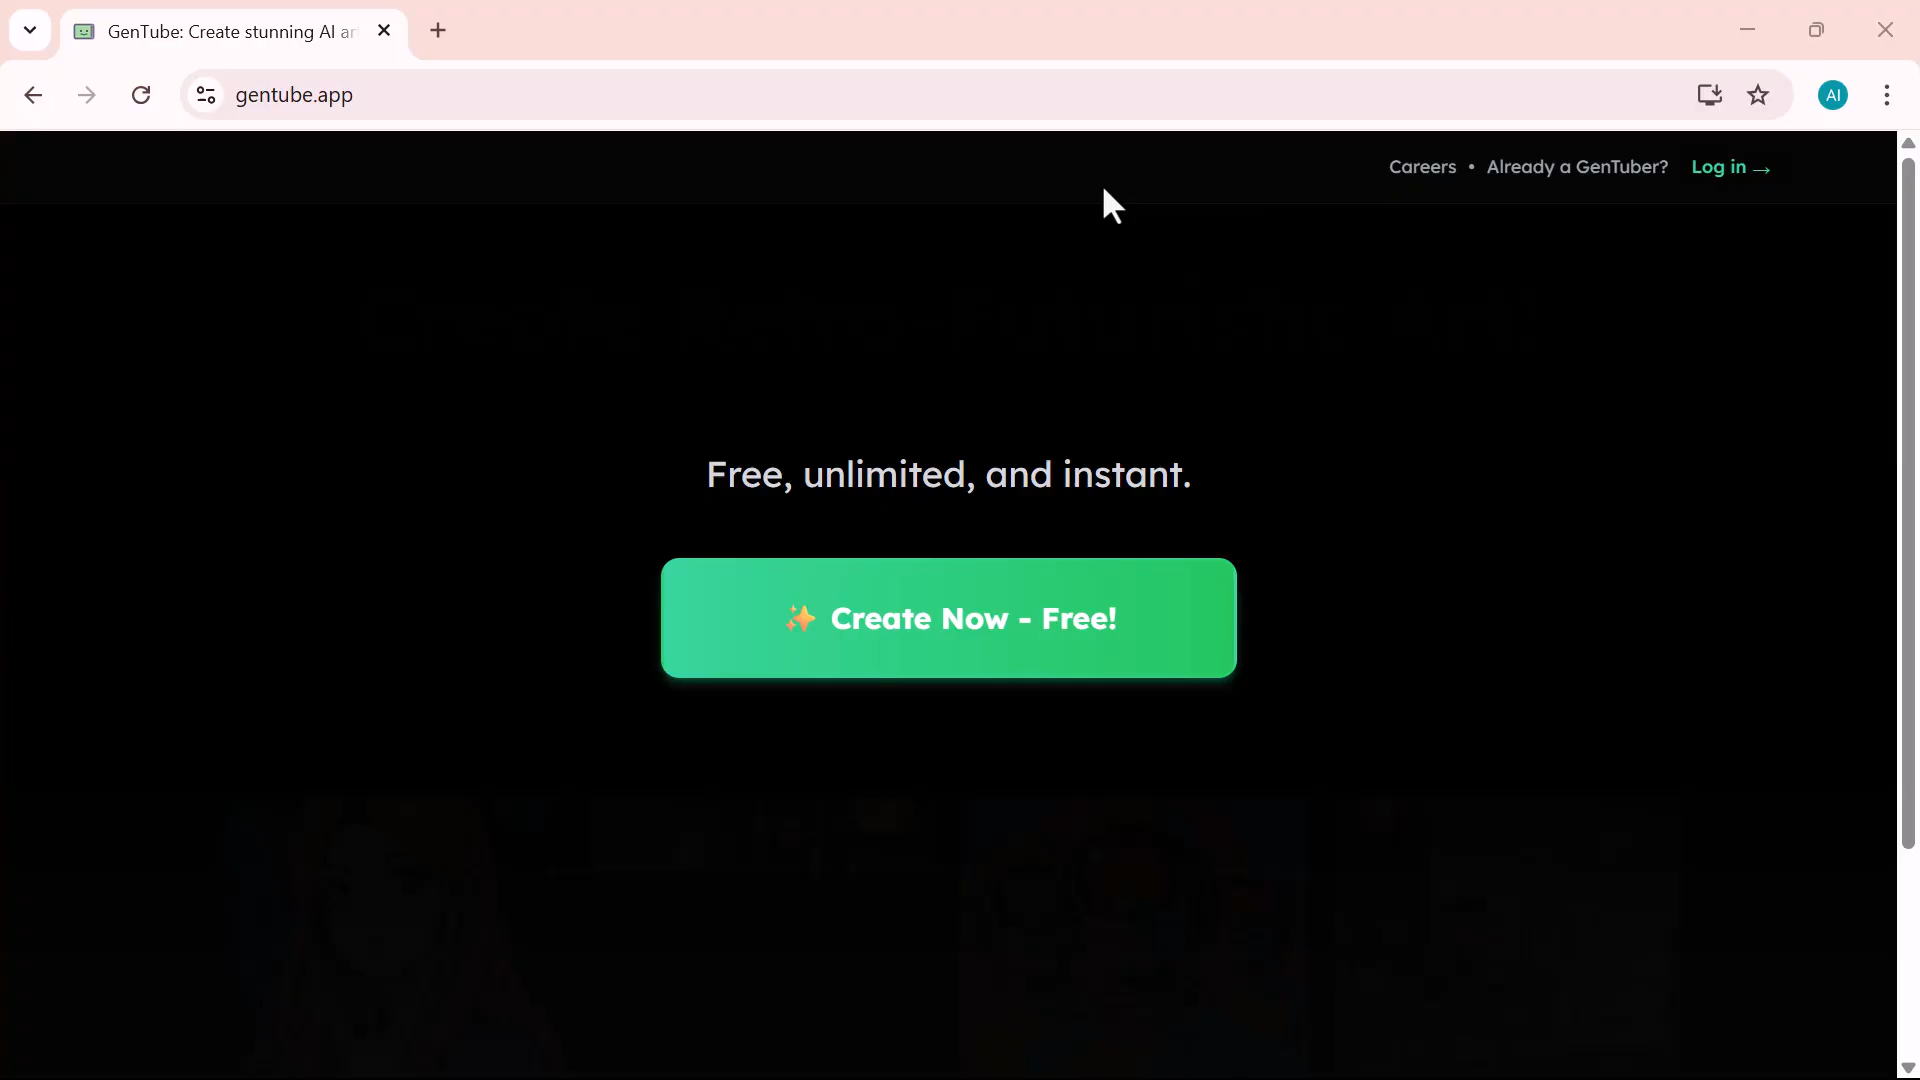 GenTube: Create stunning AI ar
gentube.app
AI
Careers • Already a GenTuber? Log in →
Free, unlimited, and instant.
✨ Create Now - Free!